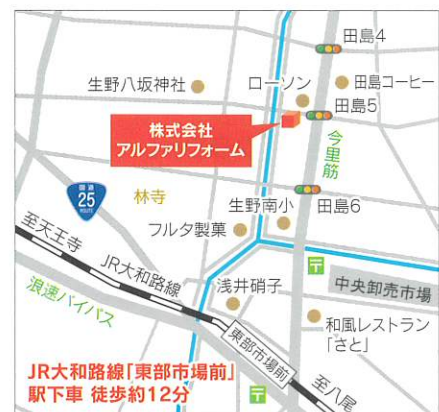 田島4
生野八坂神社
ローソン
田島コーヒー
田島5
株式会社
アルファリフォーム
今里筋
国道
25
ROUTE
林寺
生野南小
田島6
フルタ製菓
至天王寺
JR大和路線
中央卸売市場
浪速バイパス
浅井硝子
和風レストラン
「さと」
東部市場前
至八尾
JR大和路線「東部市場前」
駅下車 徒歩約12分